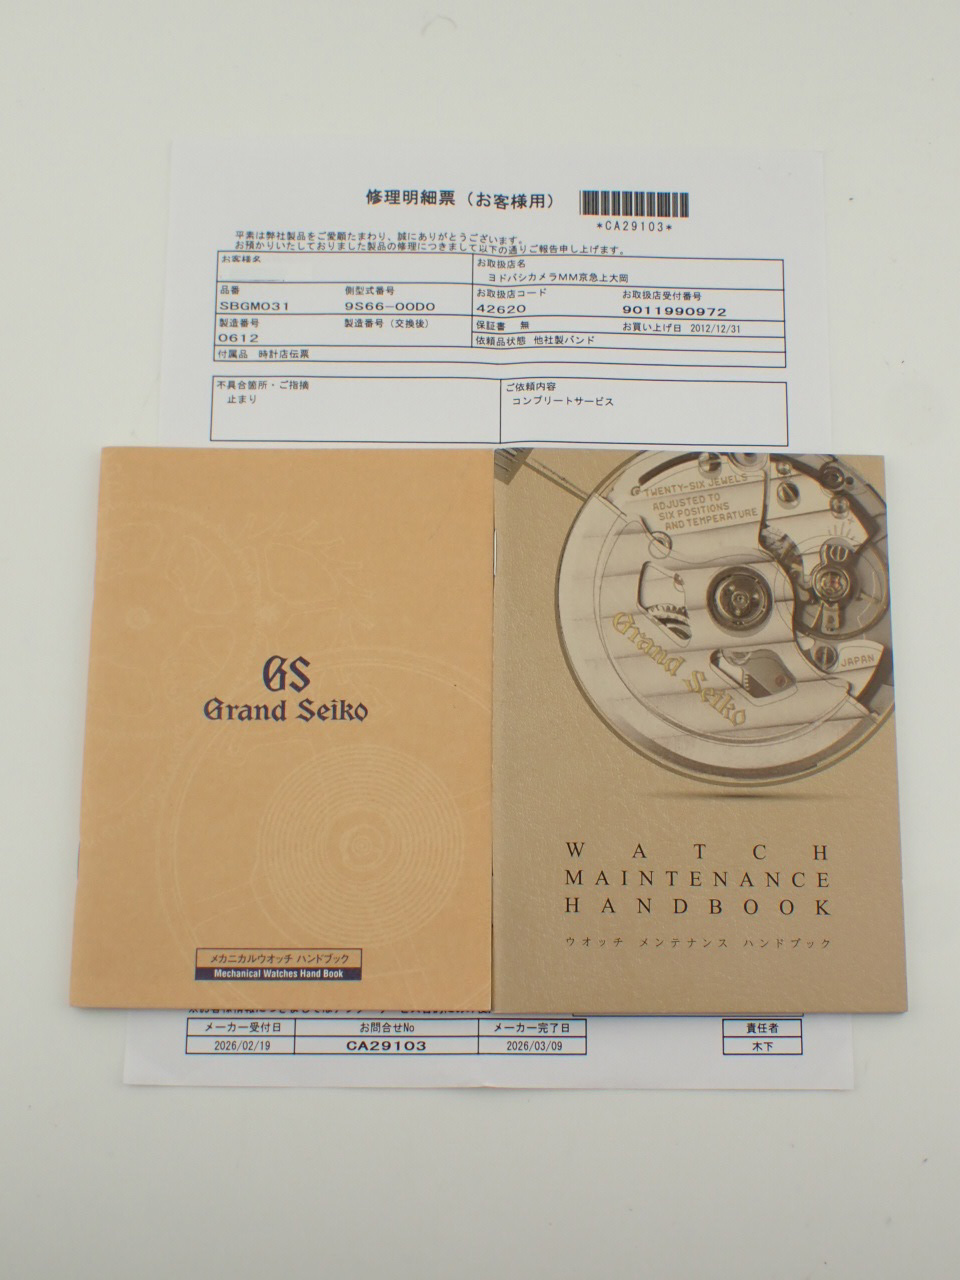 修理明細票（お客様用）
*CA29103*
平素は弊社製品をご愛顧たまわり、誠にありがとうございます。
お預かりいたしておりました製品の修理につきまして以下の通りご報告申し上げます。
お客様名
お取扱店名
ヨドバシカメラMM京急上大岡
品番 側型式番号
SBGM031 9S66-00D0
お取扱店コード お取扱店受付番号
42620 9011990972
製造番号 製造番号（交換後）
0612
保証書 無 お買い上げ日 2012/12/31
依頼品状態 他社製バンド
付属品 時計店伝票
不具合箇所・ご指摘
止まり
ご依頼内容
コンプリートサービス
GS
Grand Seiko
メカニカルウオッチ ハンドブック
Mechanical Watches Hand Book
TWENTY-SIX JEWELS
ADJUSTED TO
SIX POSITIONS
AND TEMPERATURE
Grand Seiko
JAPAN
WATCH
MAINTENANCE
HANDBOOK
ウオッチ メンテナンス ハンドブック
メーカー受付日 お問合せNo メーカー完了日 責任者
2026/02/19 CA29103 2026/03/09 木下